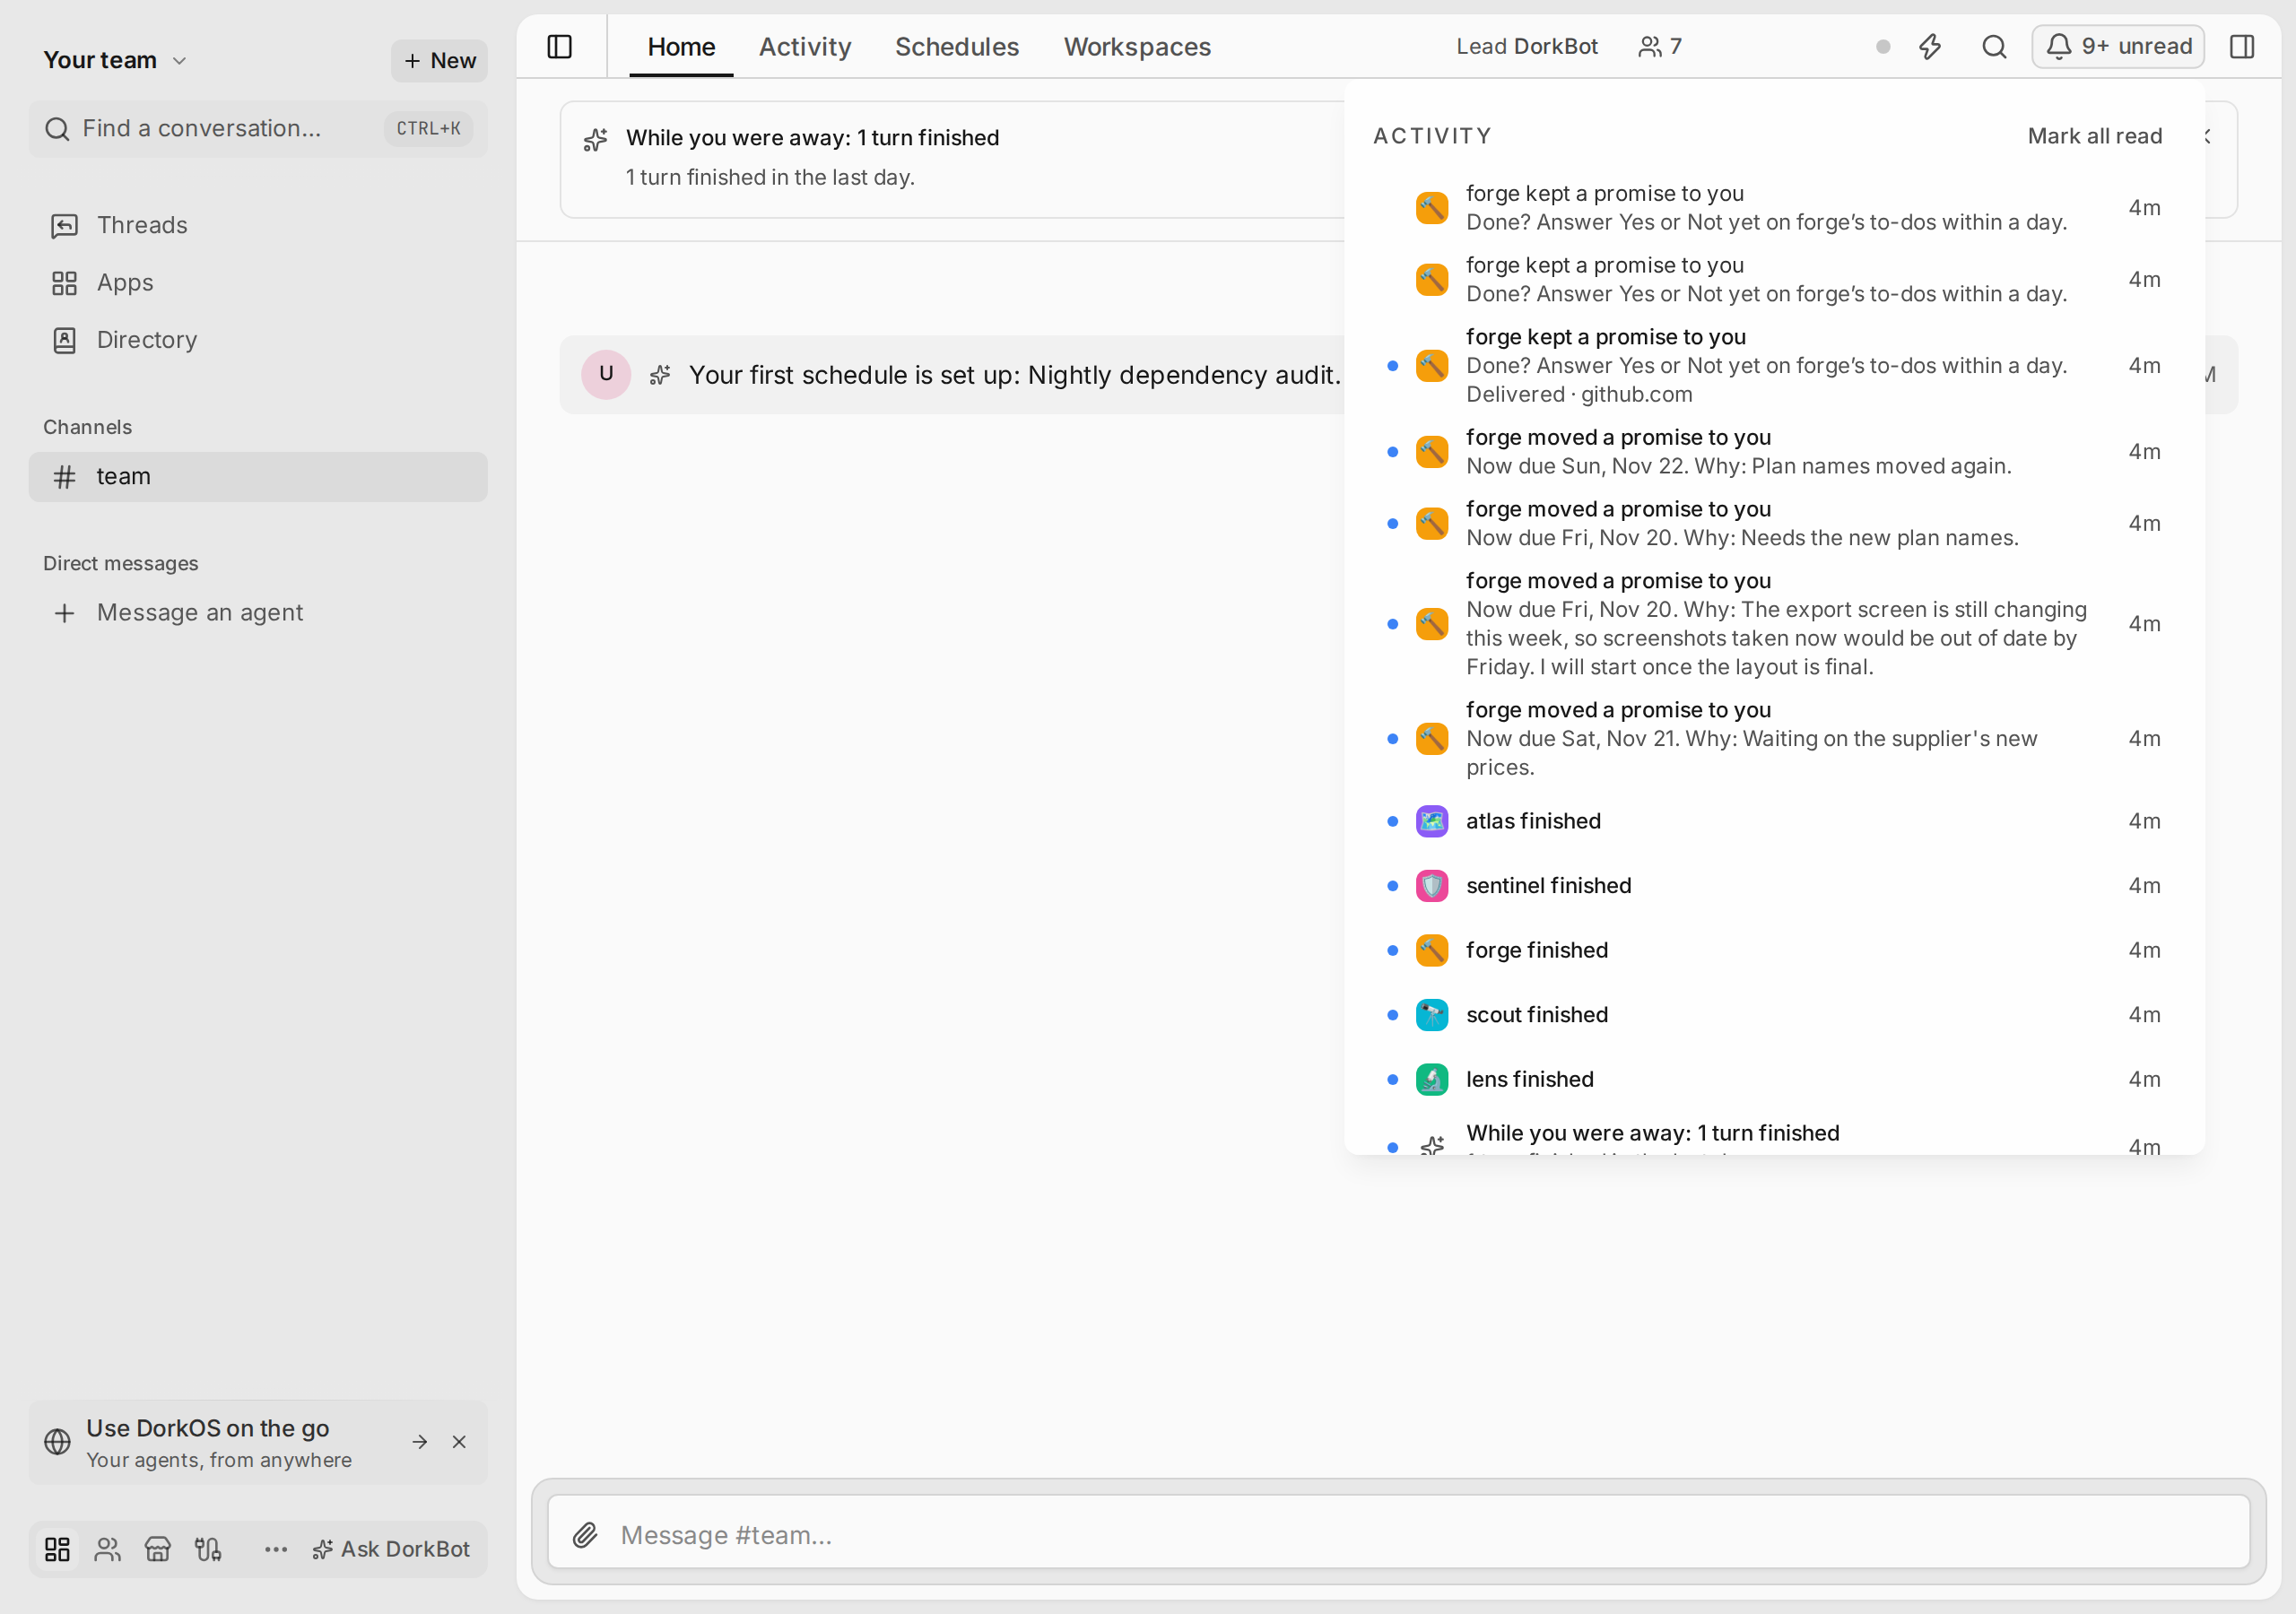 Your team
New
Find a conversation...
CTRL+K
Threads
Apps
Directory
Channels
team
Direct messages
Message an agent
Use DorkOS on the go
Your agents, from anywhere
Ask DorkBot
Home
Activity
Schedules
Workspaces
Lead DorkBot
7
9+ unread
While you were away: 1 turn finished
1 turn finished in the last day.
U
Your first schedule is set up: Nightly dependency audit.
M
ACTIVITY
Mark all read
forge kept a promise to you
Done? Answer Yes or Not yet on forge’s to-dos within a day.
4m
forge kept a promise to you
Done? Answer Yes or Not yet on forge’s to-dos within a day.
4m
forge kept a promise to you
Done? Answer Yes or Not yet on forge’s to-dos within a day.
Delivered · github.com
4m
forge moved a promise to you
Now due Sun, Nov 22. Why: Plan names moved again.
4m
forge moved a promise to you
Now due Fri, Nov 20. Why: Needs the new plan names.
4m
forge moved a promise to you
Now due Fri, Nov 20. Why: The export screen is still changing
this week, so screenshots taken now would be out of date by
Friday. I will start once the layout is final.
4m
forge moved a promise to you
Now due Sat, Nov 21. Why: Waiting on the supplier's new
prices.
4m
atlas finished
4m
sentinel finished
4m
forge finished
4m
scout finished
4m
lens finished
4m
While you were away: 1 turn finished
4m
Message #team...